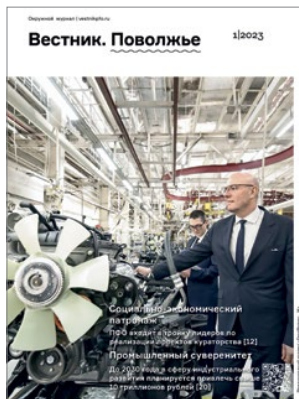 Окружной журнал | vestnikpfo.ru
Вестник. Поволжье
1|2023
Социально-экономический
патронаж
ПФО входит в тройку лидеров по
реализации проектов кураторства [12]
Промышленный суверенитет
До 2030 года в сферу индустриального
развития планируется привлечь свыше
10 триллионов рублей [20]